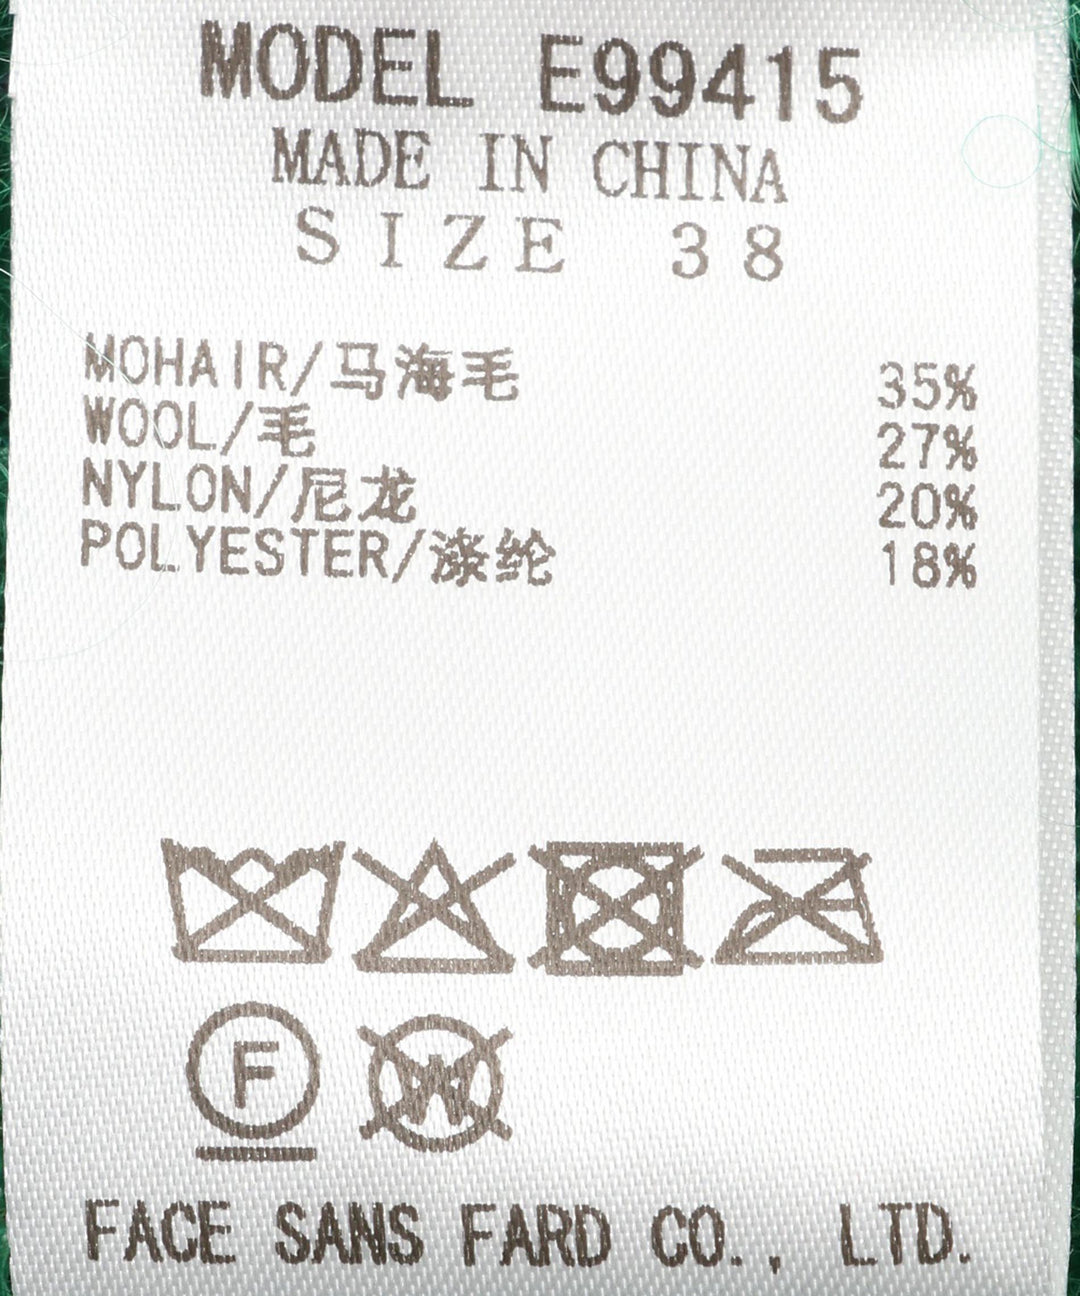 MODEL E99415
MADE IN CHINA
SIZE 38
MOHAIR/马海毛 35%
WOOL/毛 27%
NYLON/尼龙 20%
POLYESTER/涤纶 18%
F W
FACE SANS FARD CO., LTD.